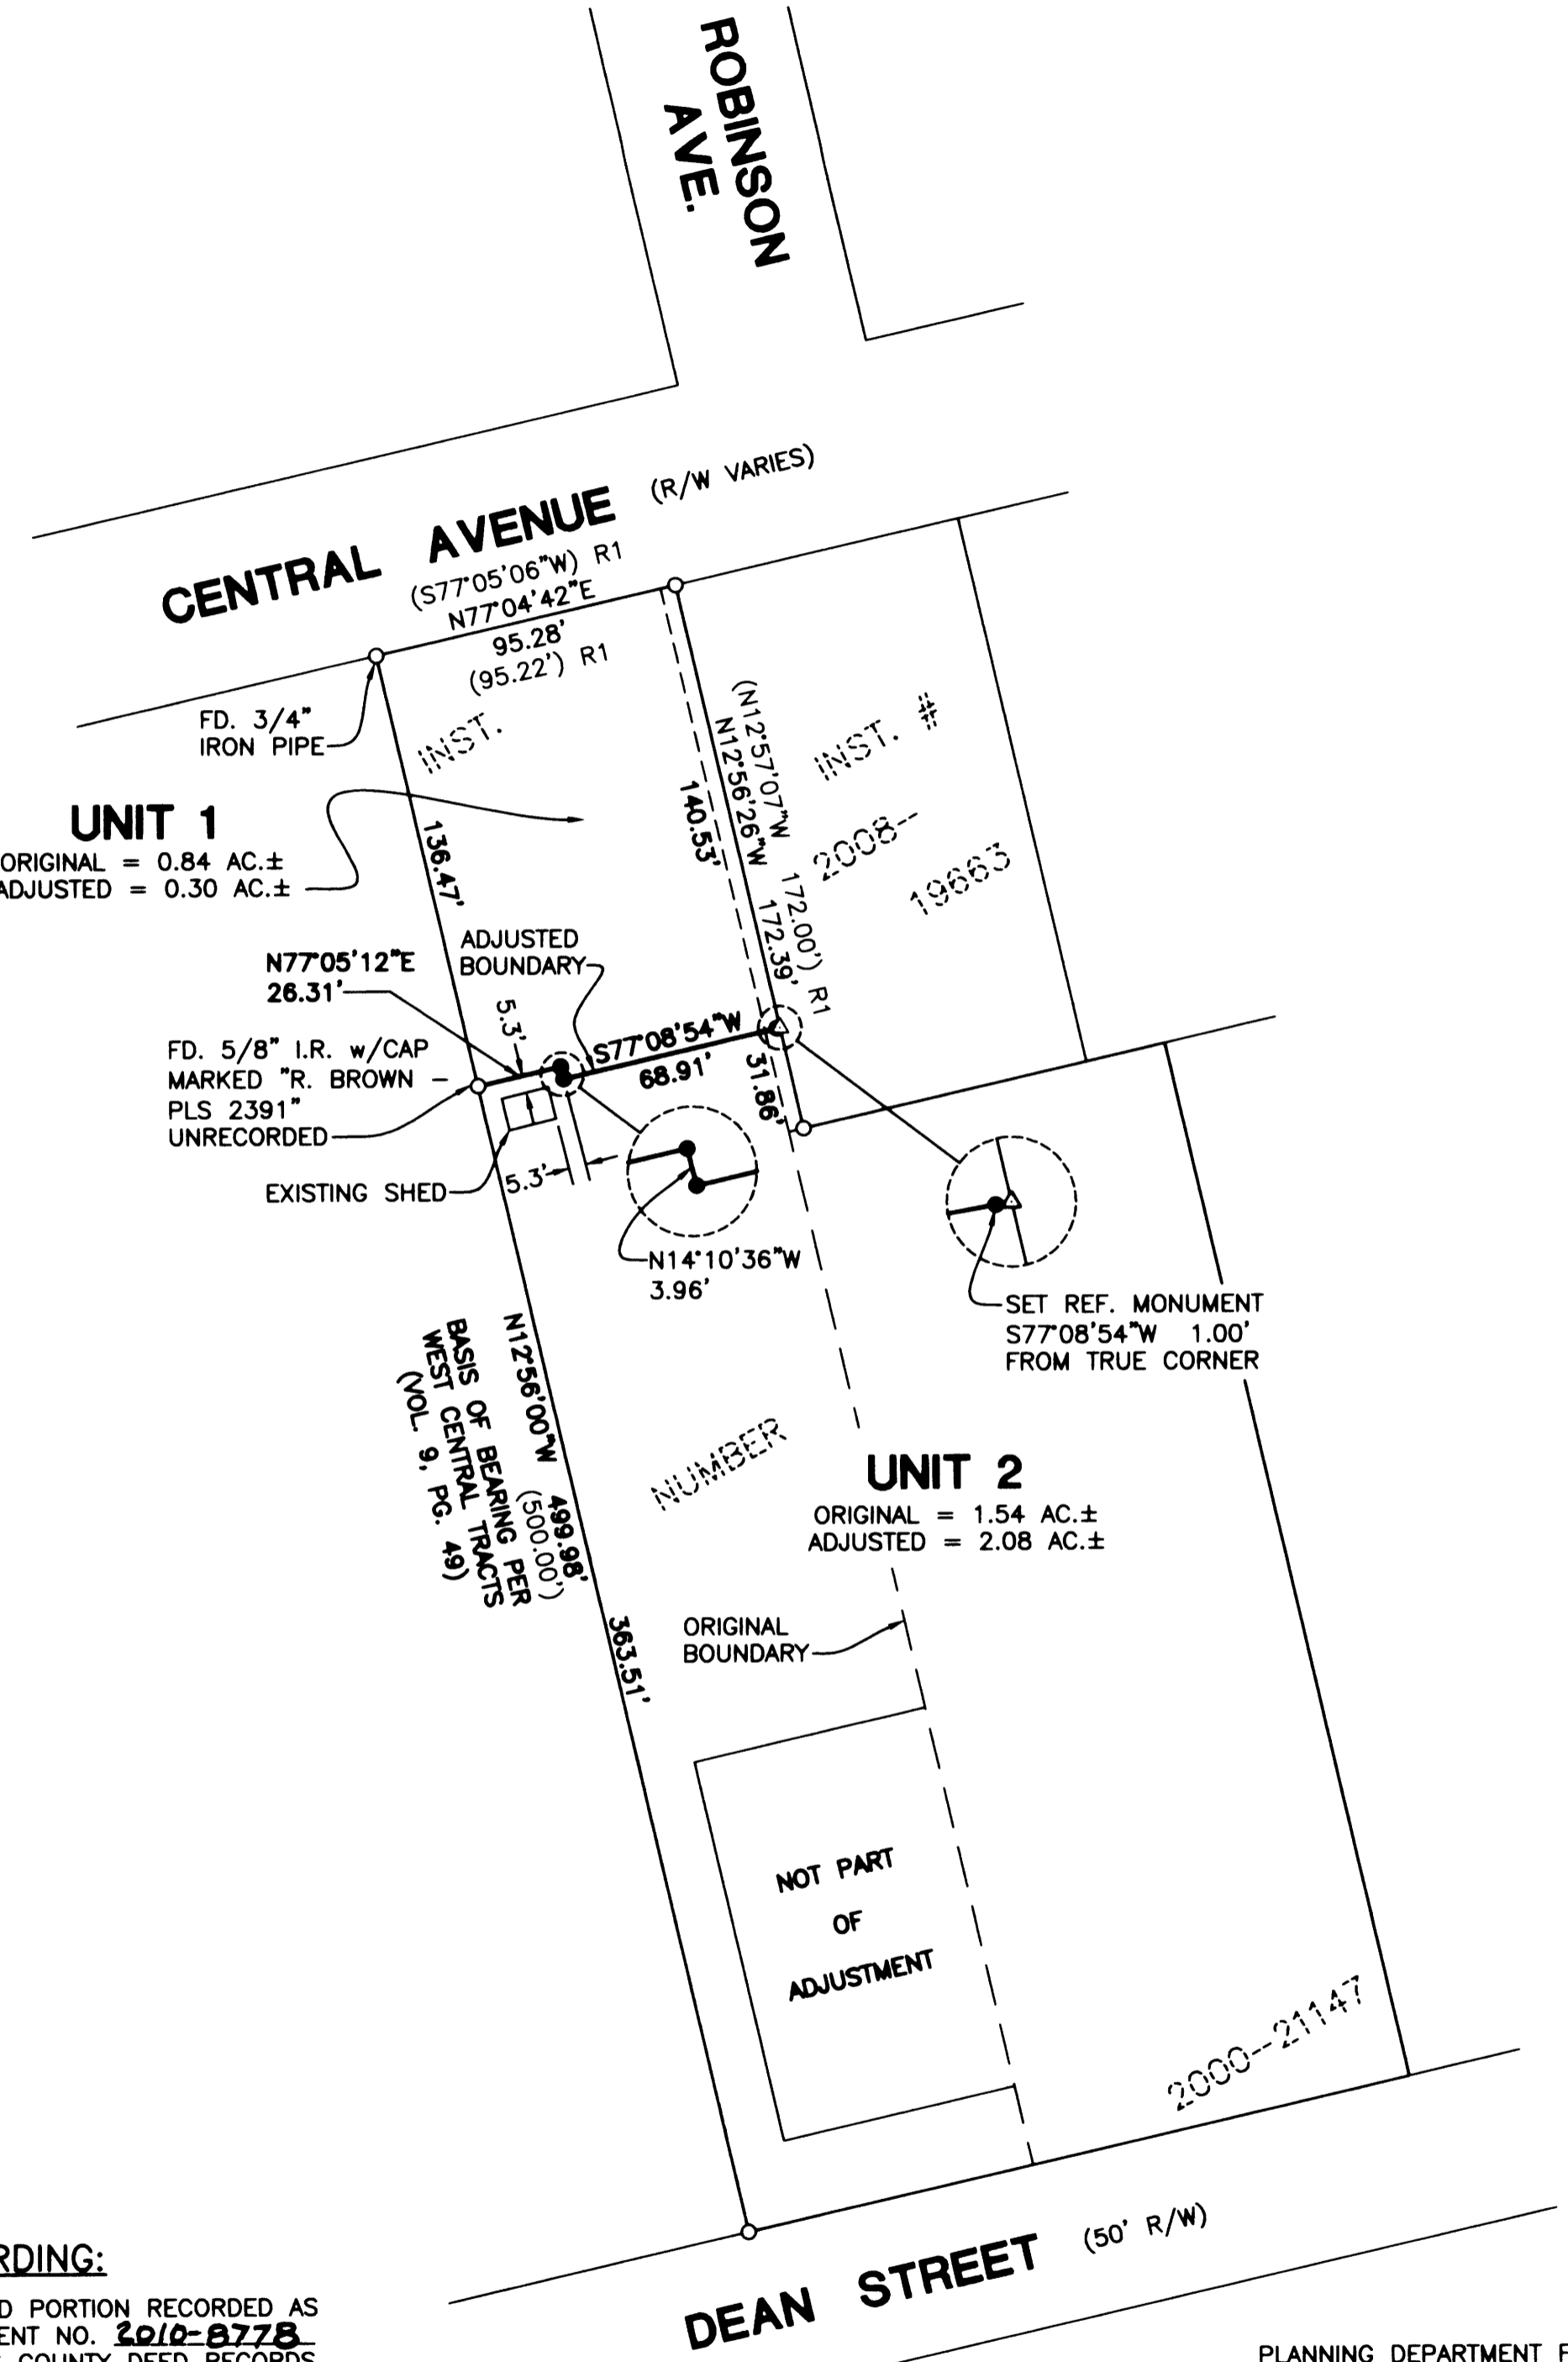 ROBINSON
AVE.
CENTRAL AVENUE (R/W VARIES)
(S77°05'06"W) R1
N77°04'42"E
95.28'
(95.22') R1
FD. 3/4"
IRON PIPE
INST.
INST. #
2008-
19663
(N12°57'07"W 172.00') R1
N12°56'26"W 172.39'
140.53'
136.47'
UNIT 1
ORIGINAL = 0.84 AC.±
ADJUSTED = 0.30 AC.±
ADJUSTED
BOUNDARY
N77°05'12"E
26.31'
5.3'
S77°08'54"W
68.91'
31.86'
FD. 5/8" I.R. w/CAP
MARKED "R. BROWN –
PLS 2391"
UNRECORDED
EXISTING SHED
5.3'
N14°10'36"W
3.96'
SET REF. MONUMENT
S77°08'54"W 1.00'
FROM TRUE CORNER
N12°56'00"W 499.98'
(500.00')
BASIS OF BEARING PER
WEST CENTRAL TRACTS
(VOL. 9, PG. 49)
NUMBER
UNIT 2
ORIGINAL = 1.54 AC.±
ADJUSTED = 2.08 AC.±
363.51'
ORIGINAL
BOUNDARY
NOT PART
OF
ADJUSTMENT
2000-21147
DEAN STREET (50' R/W)
RDING:
D PORTION RECORDED AS
ENT NO. 2010-8778
COUNTY DEED RECORDS
PLANNING DEPARTMENT F